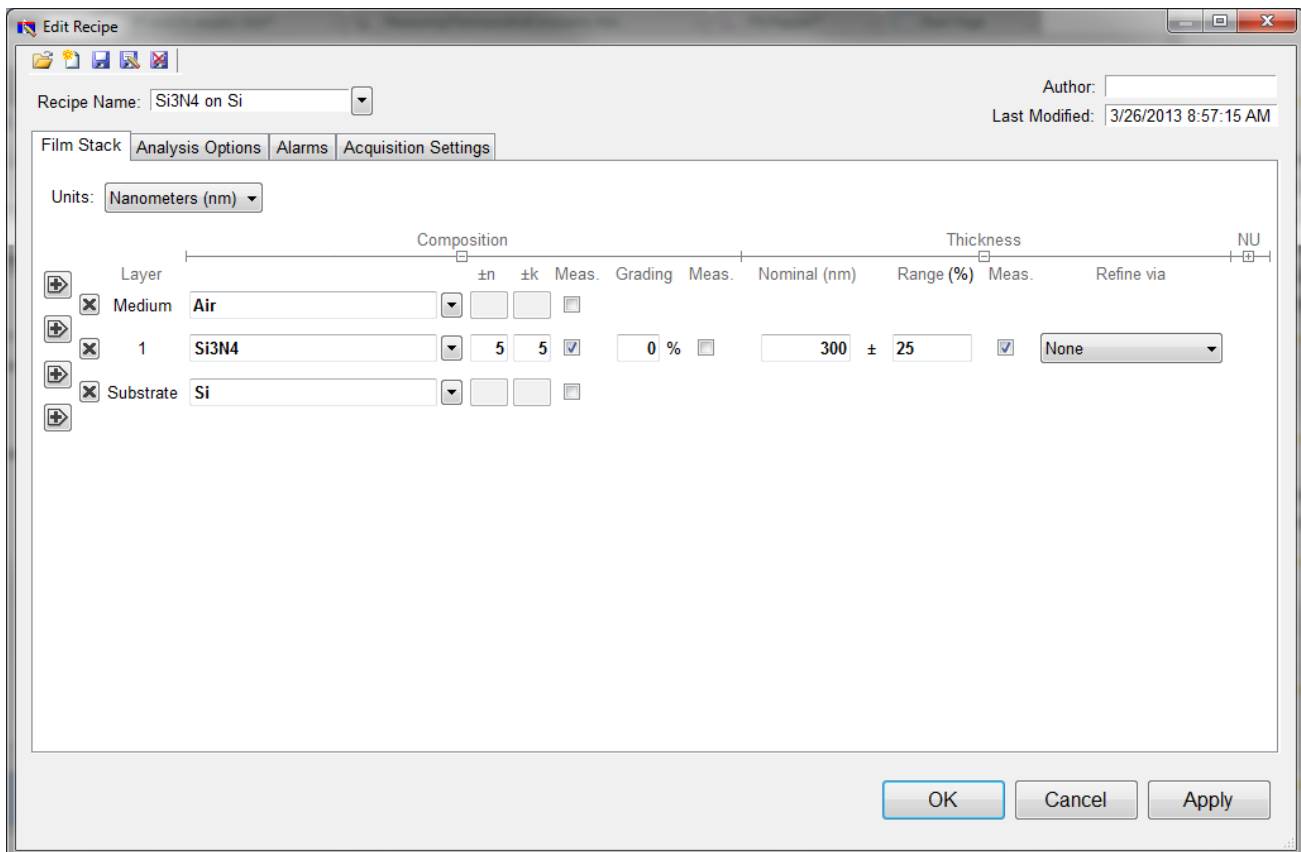 Edit Recipe
Author:
Recipe Name: Si3N4 on Si
Last Modified: 3/26/2013 8:57:15 AM
Film Stack Analysis Options Alarms Acquisition Settings
Units: Nanometers (nm)
Composition Thickness NU
Layer ±n ±k Meas. Grading Meas. Nominal (nm) Range (%) Meas. Refine via
Medium Air
1 Si3N4 5 5 0 % 300 ± 25 None
Substrate Si
OK Cancel Apply